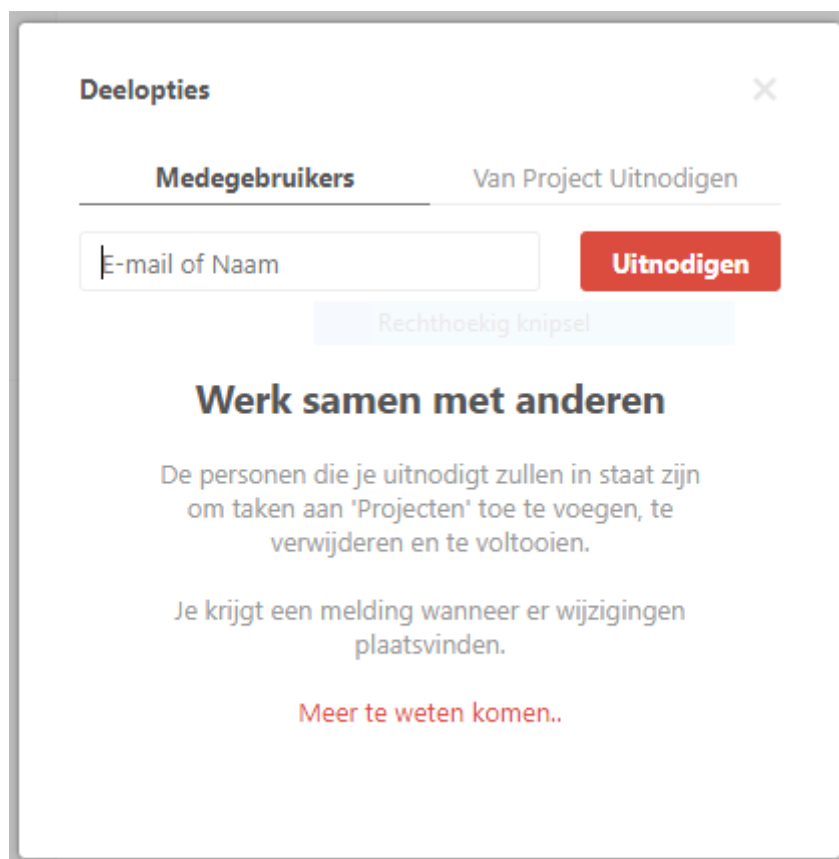 Deelopties
Medegebruikers
Van Project Uitnodigen
E-mail of Naam
Uitnodigen
Rechthoekig knipsel
Werk samen met anderen
De personen die je uitnodigt zullen in staat zijn
om taken aan 'Projecten' toe te voegen, te
verwijderen en te voltooien.
Je krijgt een melding wanneer er wijzigingen
plaatsvinden.
Meer te weten komen..